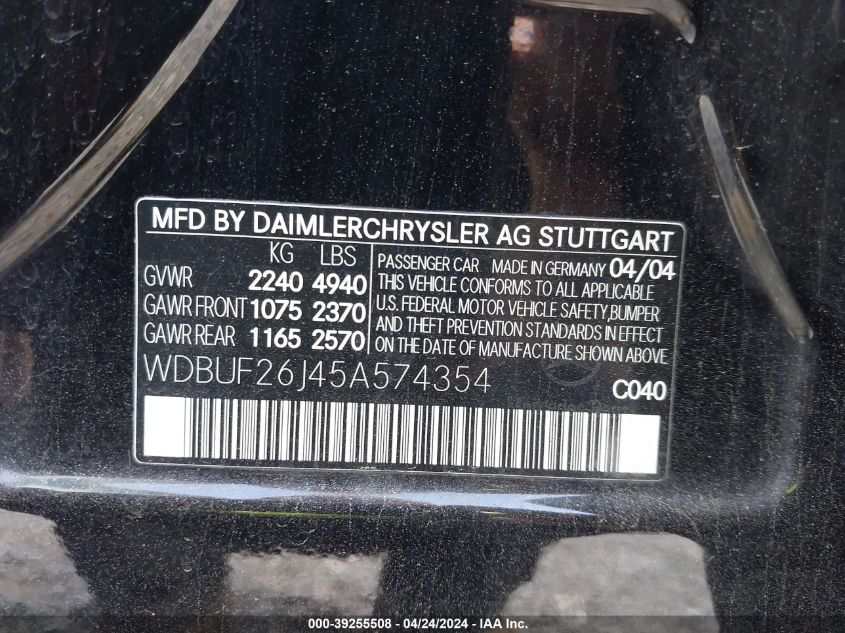 MFD BY DAIMLERCHRYSLER AG STUTTGART
KG LBS
GVWR 2240 4940
GAWR FRONT 1075 2370
GAWR REAR 1165 2570
PASSENGER CAR MADE IN GERMANY 04/04
THIS VEHICLE CONFORMS TO ALL APPLICABLE
U.S. FEDERAL MOTOR VEHICLE SAFETY,BUMPER
AND THEFT PREVENTION STANDARDS IN EFFECT
ON THE DATE OF MANUFACTURE SHOWN ABOVE
WDBUF26J45A574354
C040
000-39255508 - 04/24/2024 - IAA Inc.